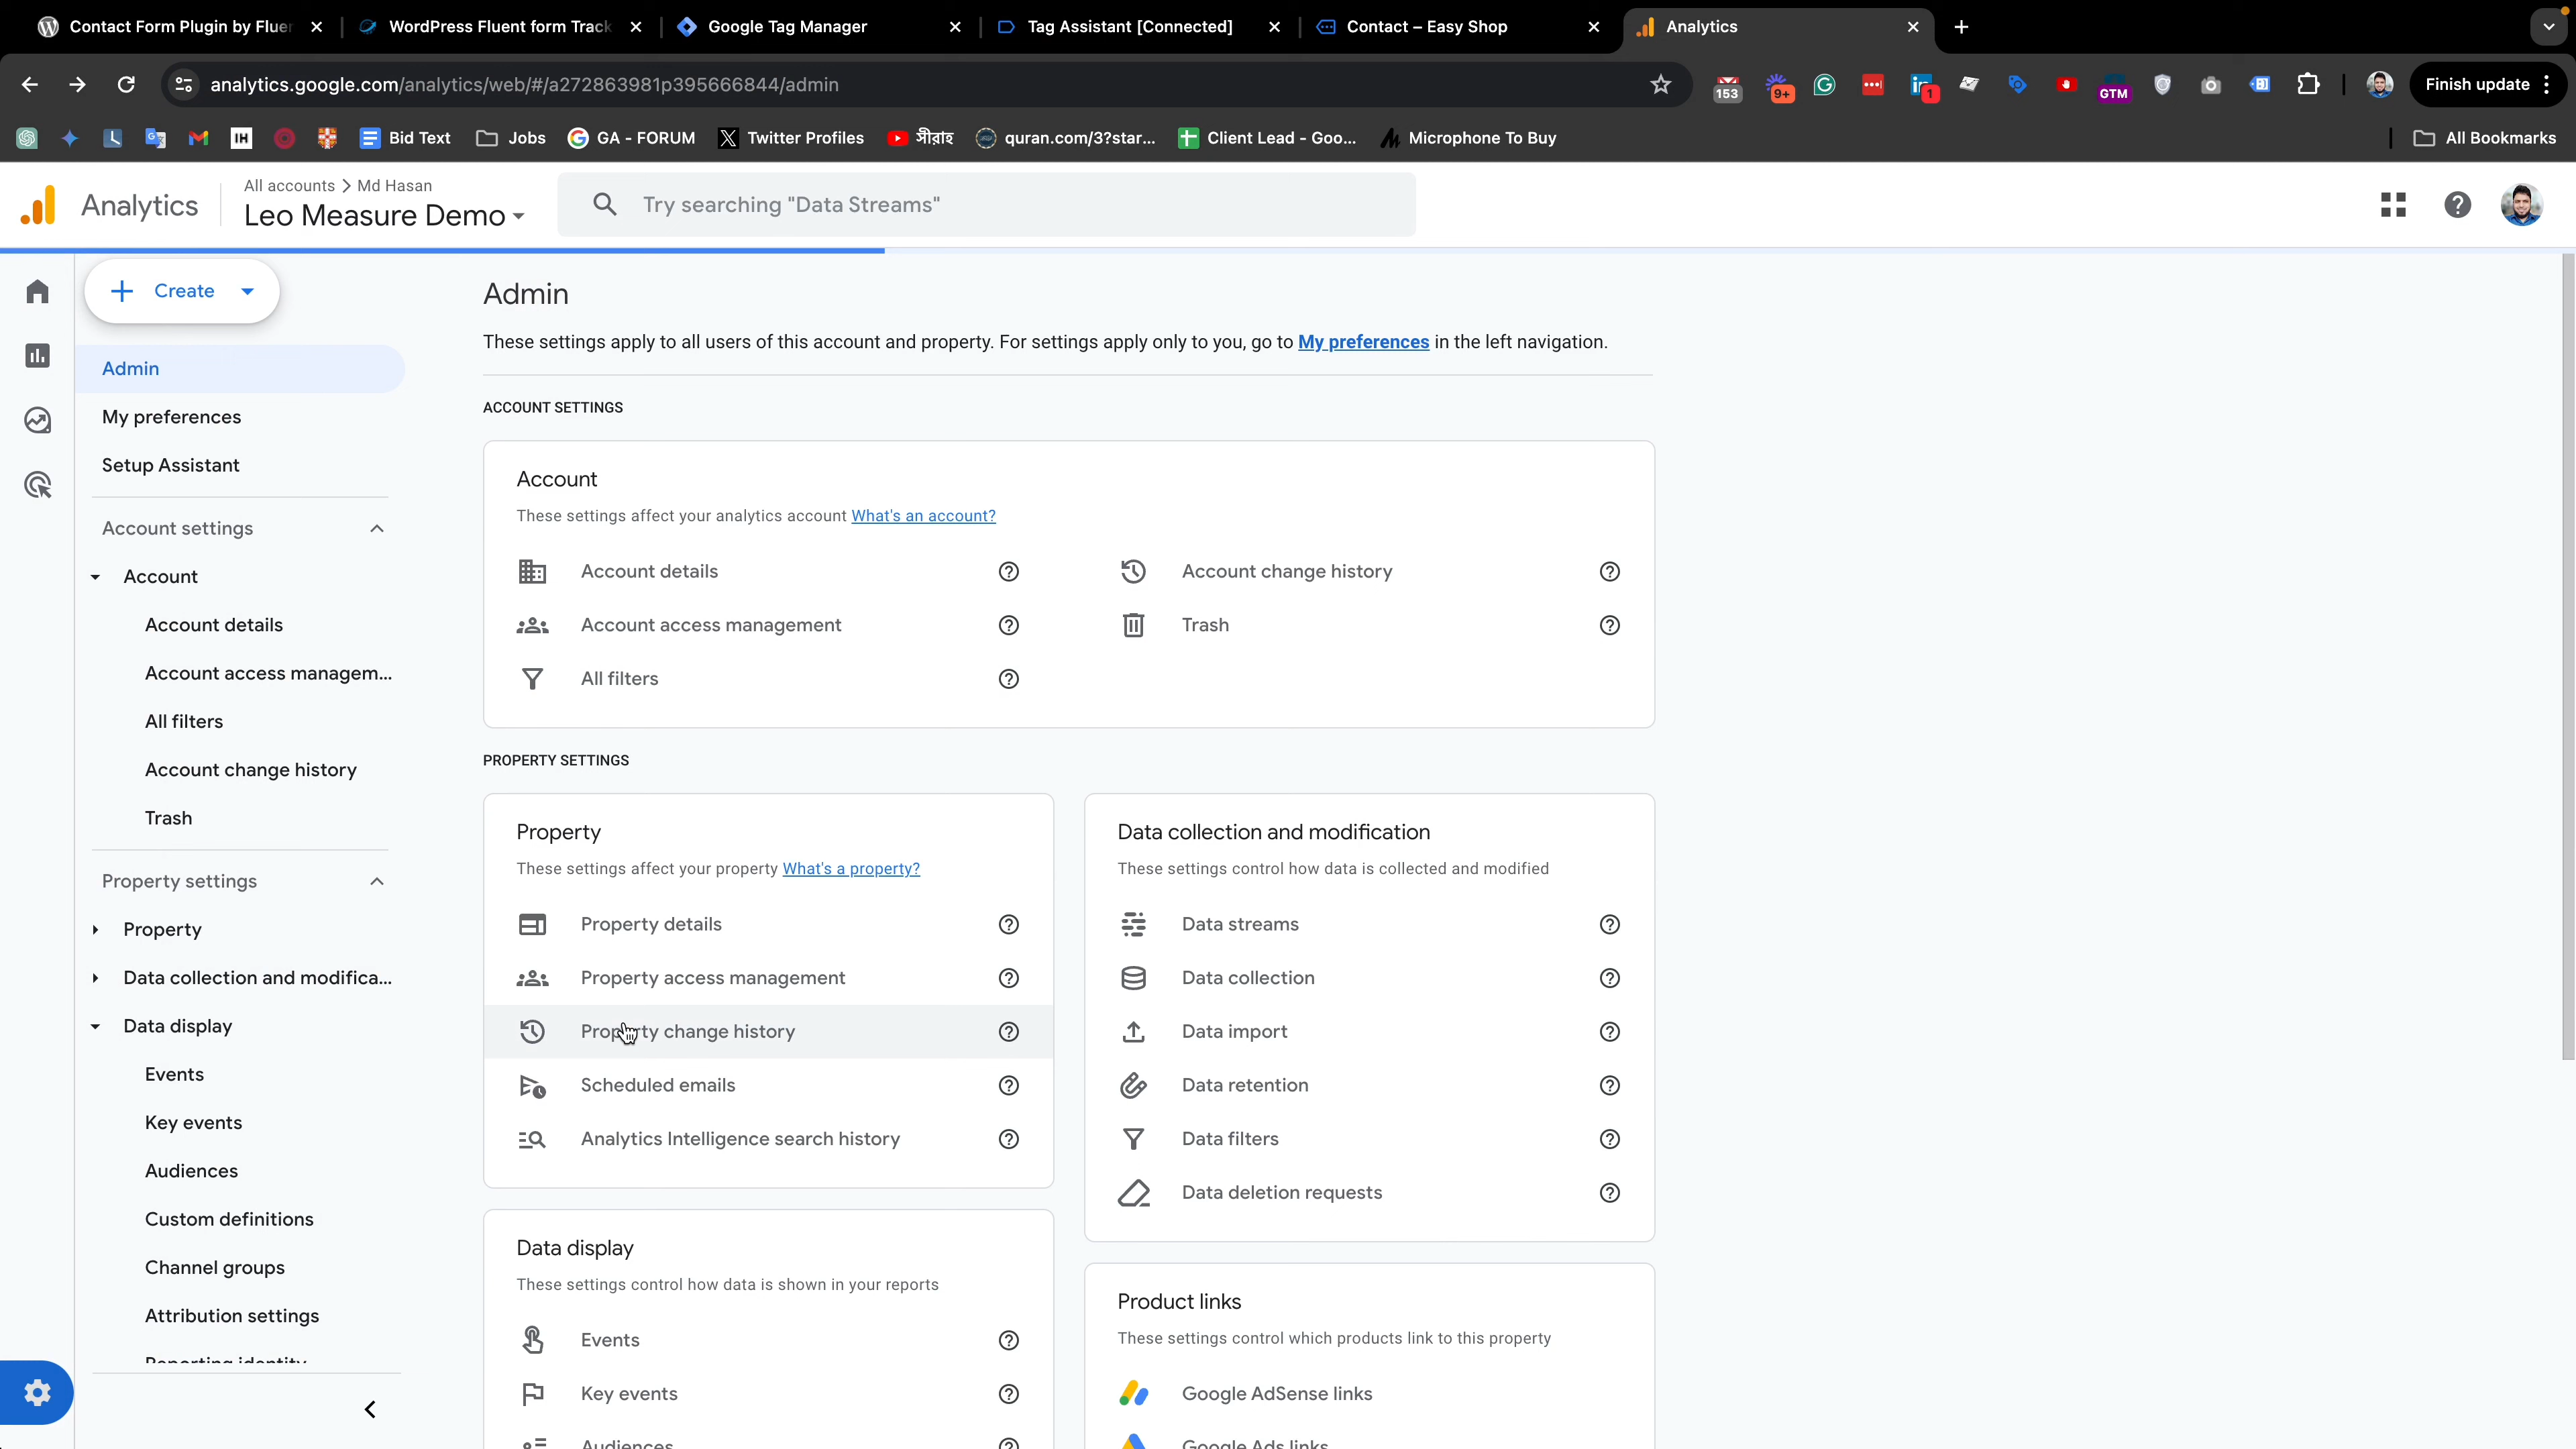 Contact Form Plugin by Fluen
WordPress Fluent form Track
Google Tag Manager
Tag Assistant [Connected]
Contact – Easy Shop
Analytics
analytics.google.com/analytics/web/#/a272863981p395666844/admin
153
9+
1
GTM
Finish update
IH
Bid Text
Jobs
GA - FORUM
Twitter Profiles
সীরাহ
quran.com/3?star...
Client Lead - Goo...
Microphone To Buy
All Bookmarks
Analytics
All accounts > Md Hasan
Leo Measure Demo
Try searching "Data Streams"
Create
Admin
My preferences
Setup Assistant
Account settings
Account
Account details
Account access managem...
All filters
Account change history
Trash
Property settings
Property
Data collection and modifica...
Data display
Events
Key events
Audiences
Custom definitions
Channel groups
Attribution settings
Reporting identity
Admin
These settings apply to all users of this account and property. For settings apply only to you, go to My preferences in the left navigation.
ACCOUNT SETTINGS
Account
These settings affect your analytics account What's an account?
Account details
Account change history
Account access management
Trash
All filters
PROPERTY SETTINGS
Property
These settings affect your property What's a property?
Property details
Property access management
Property change history
Scheduled emails
Analytics Intelligence search history
Data collection and modification
These settings control how data is collected and modified
Data streams
Data collection
Data import
Data retention
Data filters
Data deletion requests
Data display
These settings control how data is shown in your reports
Events
Key events
Audiences
Product links
These settings control which products link to this property
Google AdSense links
Google Ads links